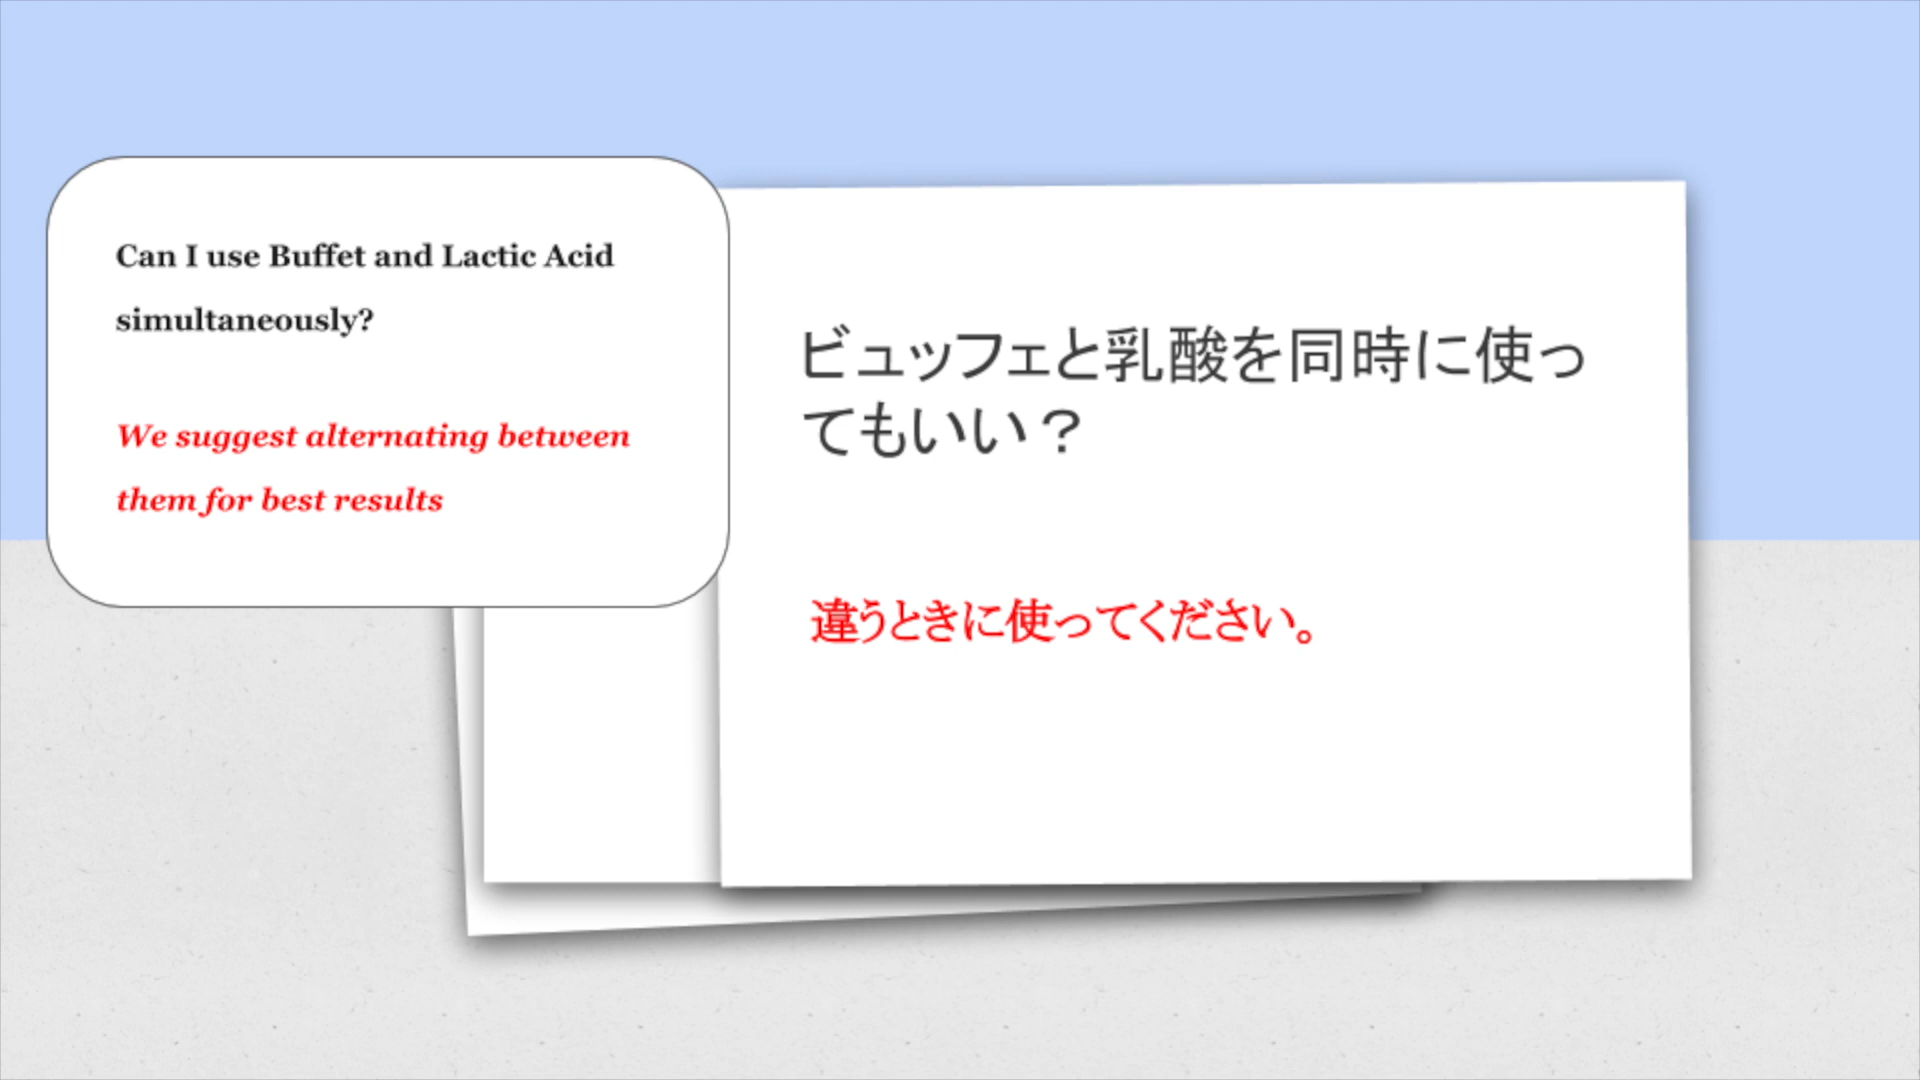 Can I use Buffet and Lactic Acid
simultaneously?
We suggest alternating between
them for best results
ビュッフェと乳酸を同時に使っ
てもいい？
違うときに使ってください。